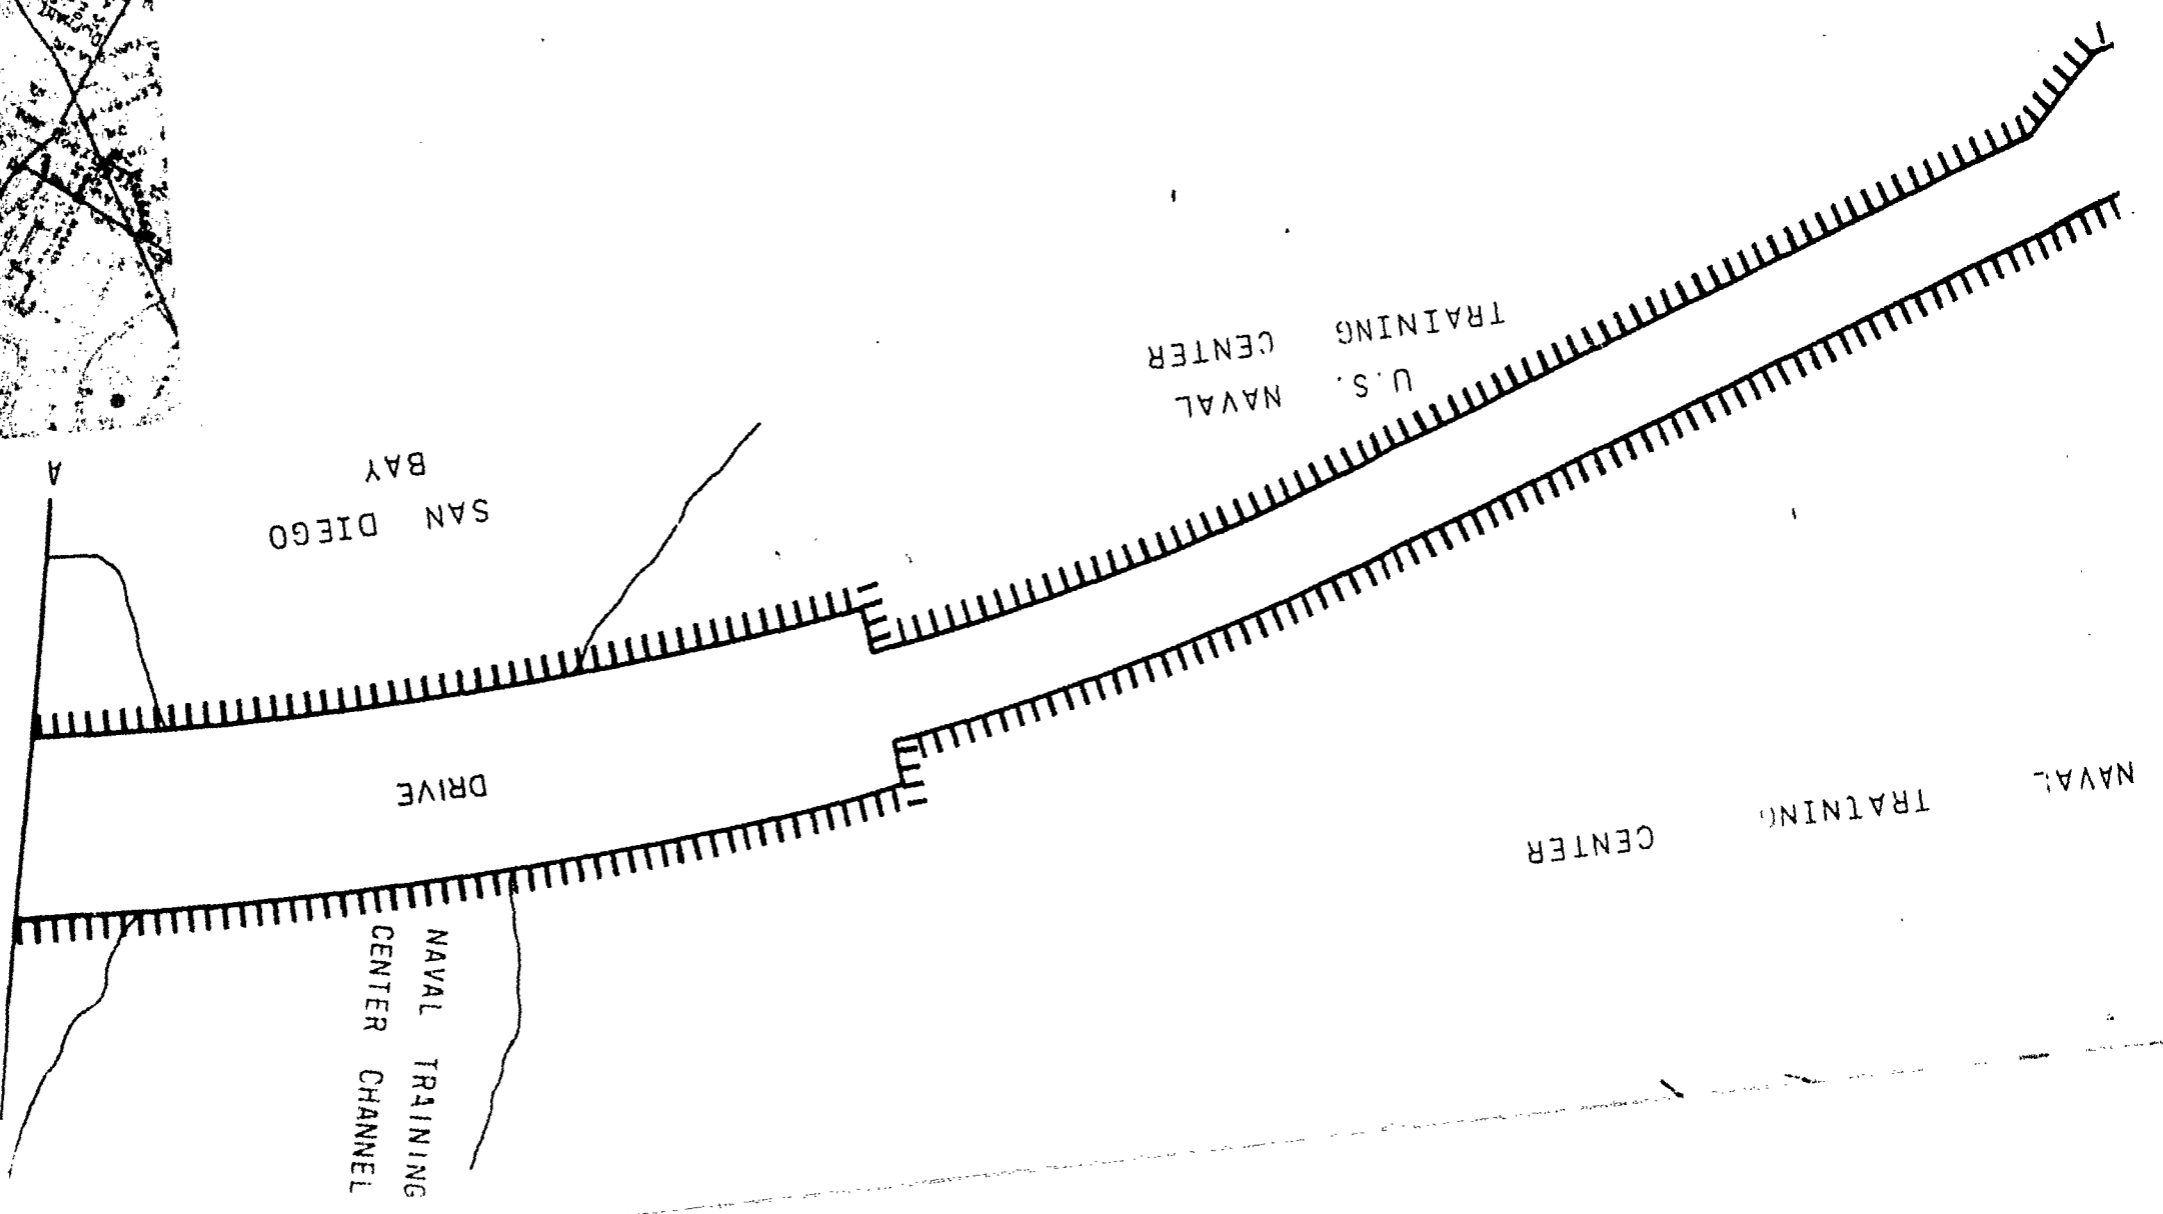 NAVAL TRAINING CENTER
DRIVE
U.S. NAVAL
TRAINING CENTER
SAN DIEGO
BAY
A
NAVAL TRAINING
CENTER CHANNEL